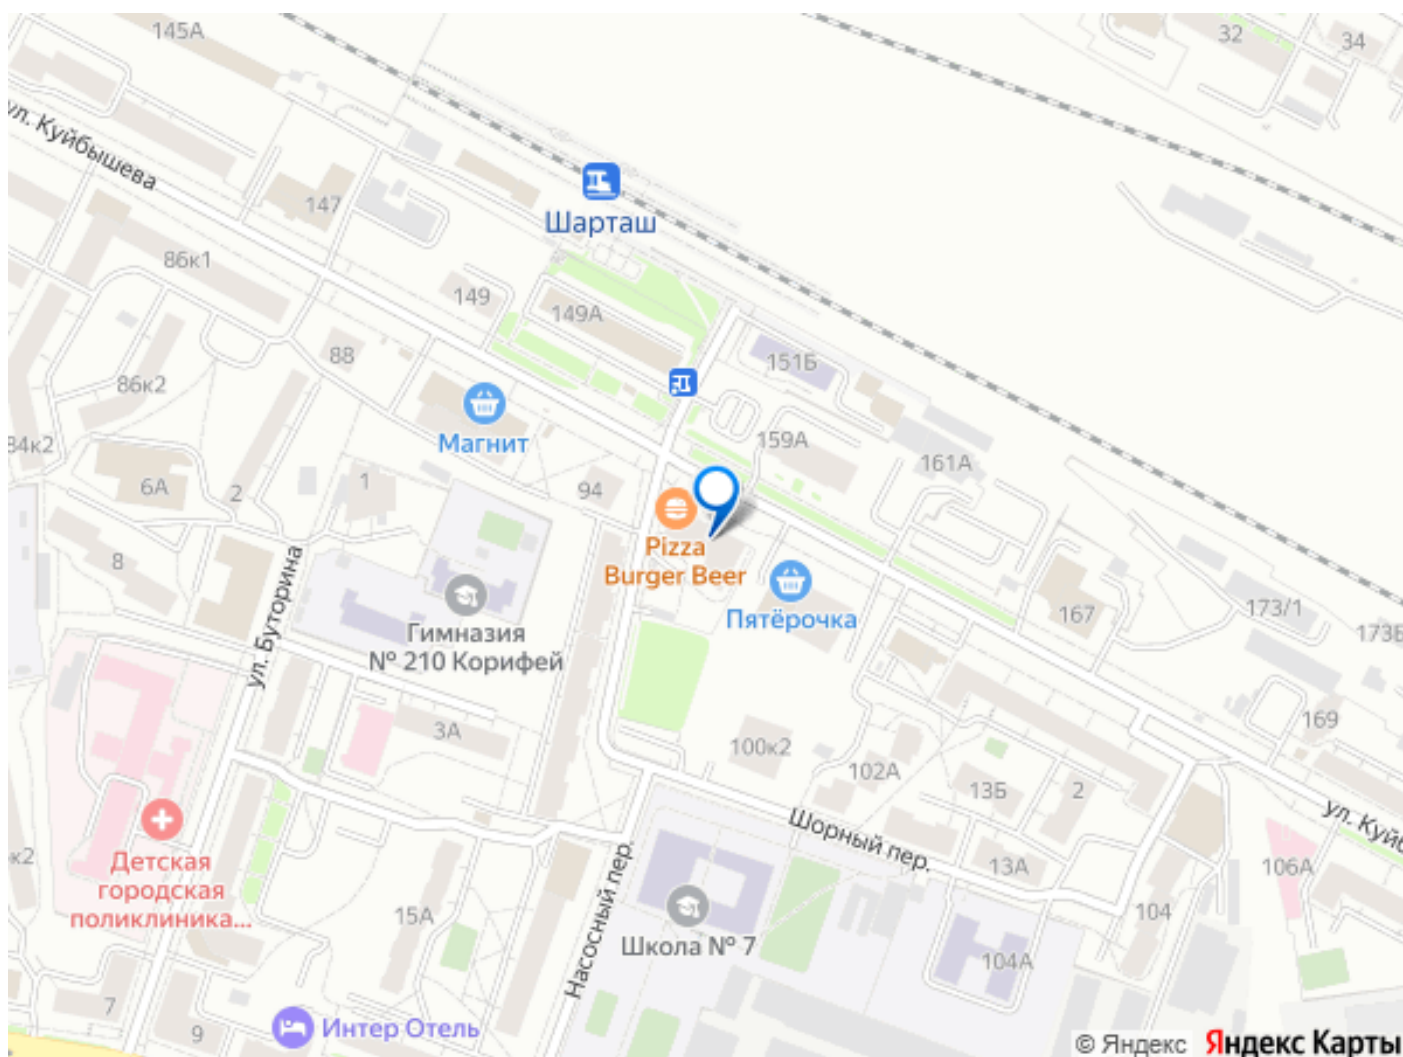 145А
32
34
ул. Куйбышева
147
Шарташ
86к1
149
149А
88
151Б
86к2
Магнит
159А
84к2
161А
6А
2
1
94
Pizza
Burger Beer
8
Пятёрочка
173/1
167
173Б
ул. Буторина
Гимназия
№ 210 Корифей
3А
100к2
169
102А
13Б
2
Шорный пер.
ул. Куйб
Детская
городская
поликлиника...
к2
13А
106А
15А
Насосный пер.
Школа № 7
104
104А
7
9
Интер Отель
© Яндекс Яндекс Карты